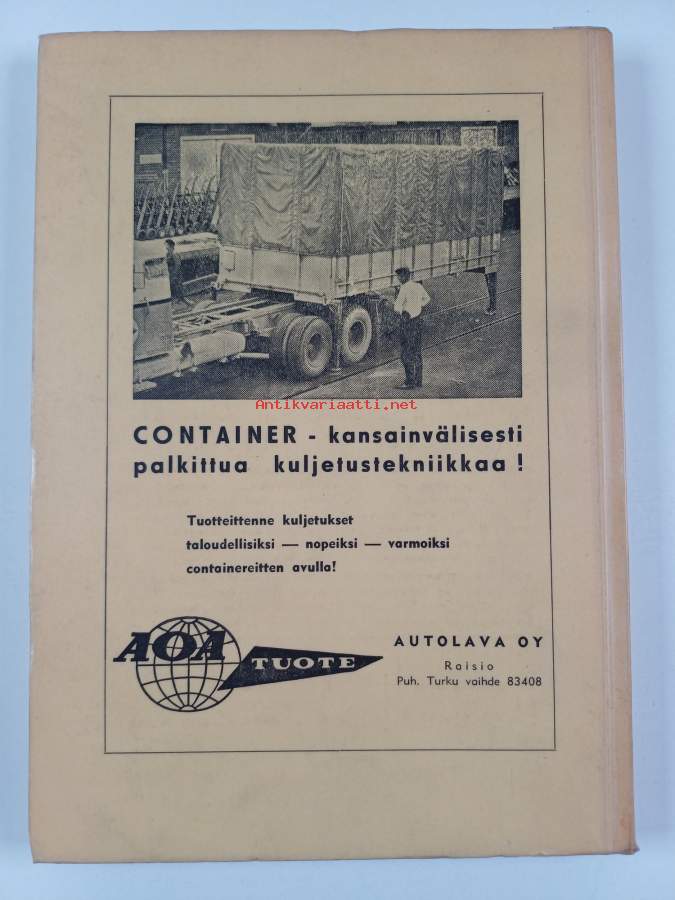 Antikvariaatti.net
CONTAINER - kansainvälisesti
palkittua kuljetustekniikkaa !
Tuotteittenne kuljetukset
taloudellisiksi — nopeiksi — varmoiksi
containereitten avulla!
AOA
TUOTE
AUTOLAVA OY
Raisio
Puh. Turku vaihde 83408